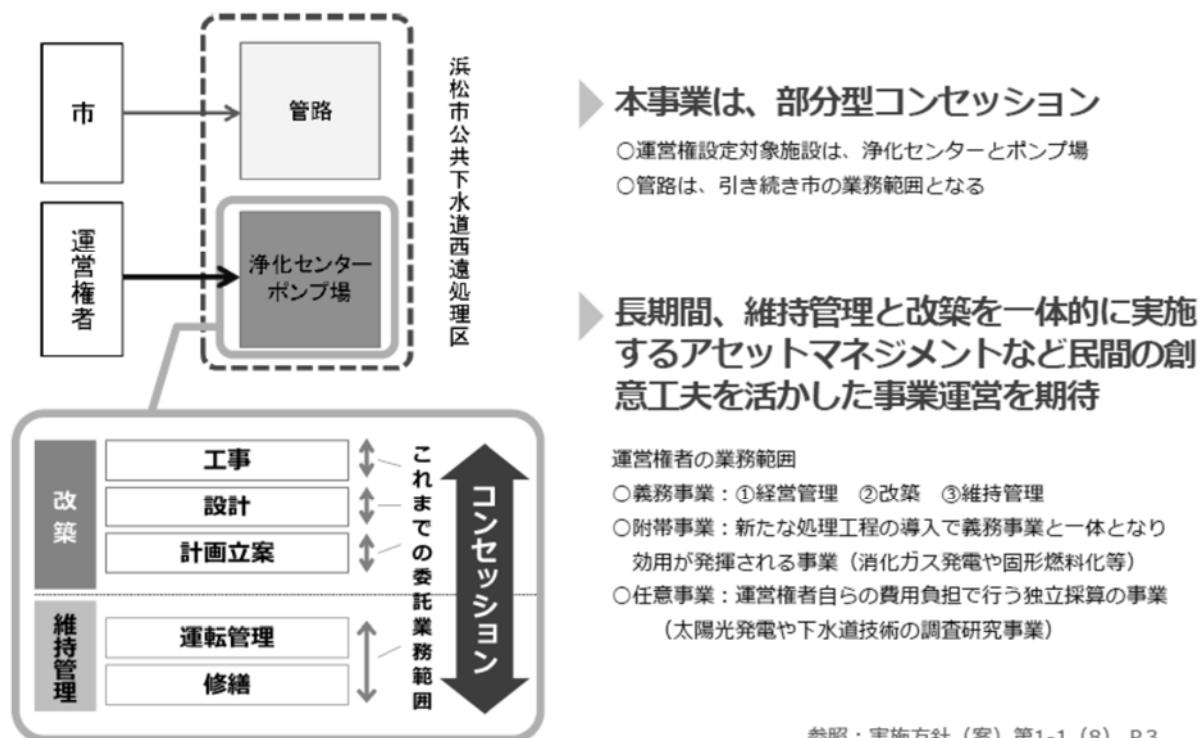 市
管路
運営権者
浄化センター
ポンプ場
浜松市公共下水道西遠処理区
改築
工事
設計
計画立案
維持管理
運転管理
修繕
これまでの委託業務範囲
コンセッション
本事業は、部分型コンセッション
○運営権設定対象施設は、浄化センターとポンプ場
○管路は、引き続き市の業務範囲となる
長期間、維持管理と改築を一体的に実施
するアセットマネジメントなど民間の創
意工夫を活かした事業運営を期待
運営権者の業務範囲
○義務事業：①経営管理　②改築　③維持管理
○附帯事業：新たな処理工程の導入で義務事業と一体となり
効用が発揮される事業（消化ガス発電や固形燃料化等）
○任意事業：運営権者自らの費用負担で行う独立採算の事業
（太陽光発電や下水道技術の調査研究事業）
参照：実施方針（案）第1-1（8） P.3